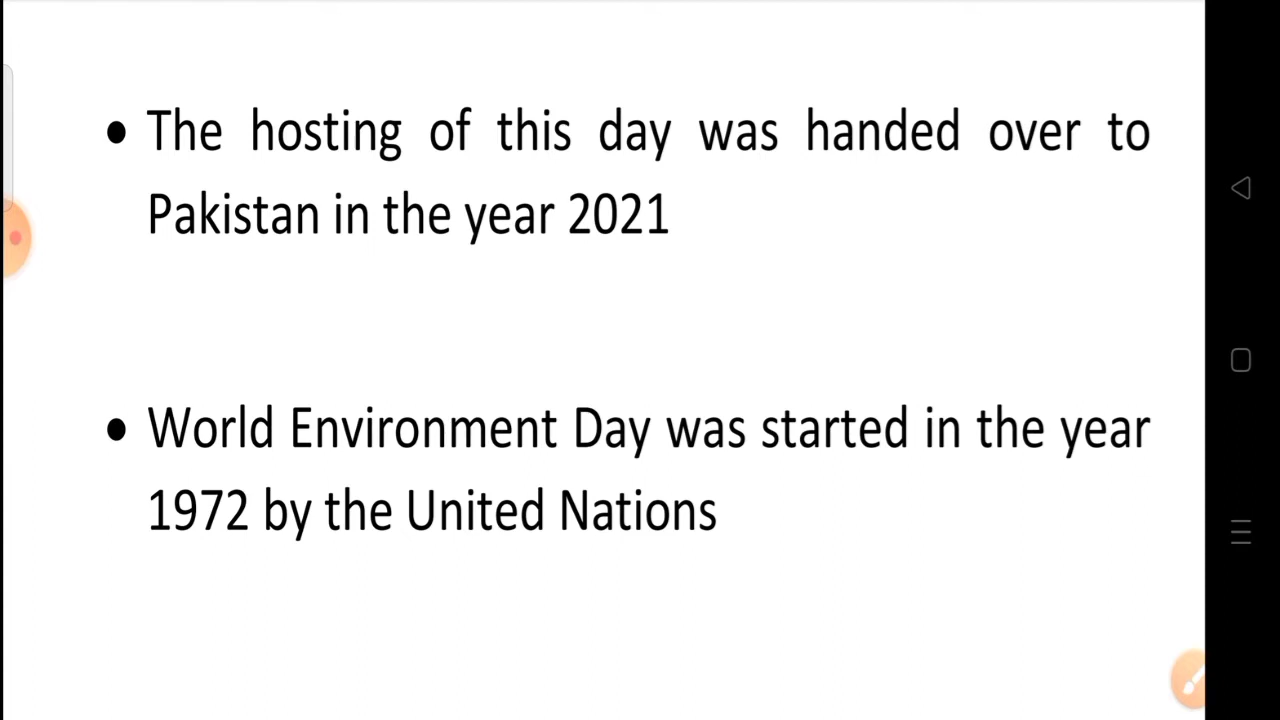 • The hosting of this day was handed over to
Pakistan in the year 2021
• World Environment Day was started in the year
1972 by the United Nations